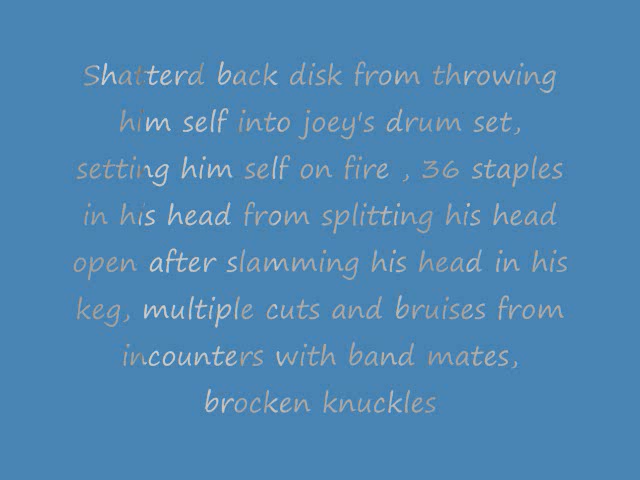 Shatterd back disk from throwing
him self into joey's drum set,
setting him self on fire , 36 staples
in his head from splitting his head
open after slamming his head in his
keg, multiple cuts and bruises from
incounters with band mates,
brocken knuckles